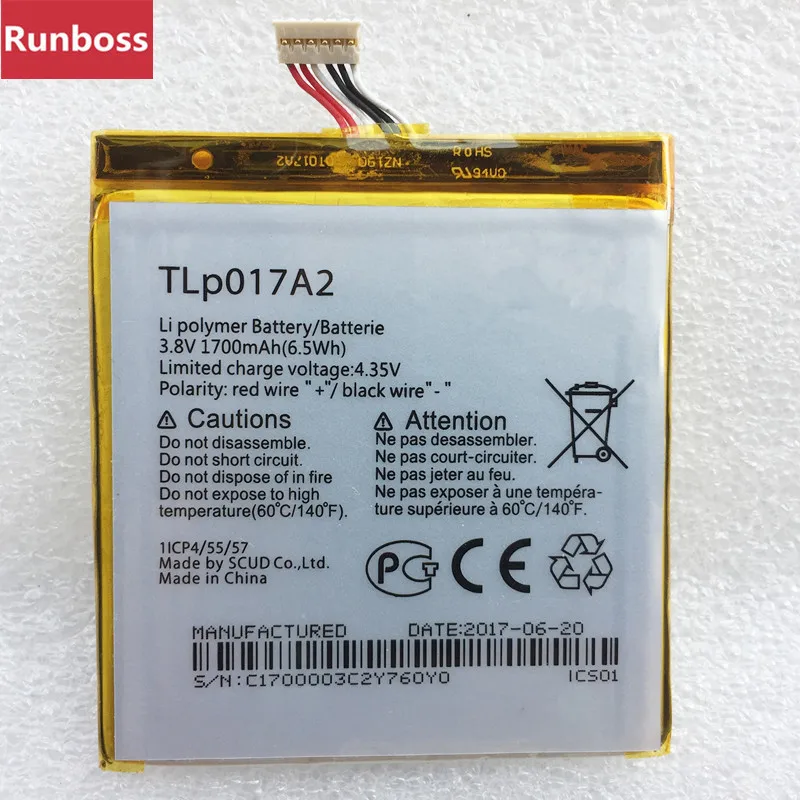 Runboss
NZ190 DT017A2
ROHS
94V0
TLp017A2
Li polymer Battery/Batterie
3.8V 1700mAh(6.5Wh)
Limited charge voltage:4.35V
Polarity: red wire "+"/ black wire"-"
Cautions
Do not disassemble.
Do not short circuit.
Do not dispose of in fire
Do not expose to high
temperature(60℃/140℉).
Attention
Ne pas desassembler.
Ne pas court-circuiter.
Ne pas jeter au feu.
Ne pas exposer à une tempéra-
ture supérieure à 60℃/140℉.
1ICP4/55/57
Made by SCUD Co.,Ltd.
Made in China
PCT CE
MANUFACTURED DATE:2017-06-20
S/N:C1700003C2Y760Y0 ICS01